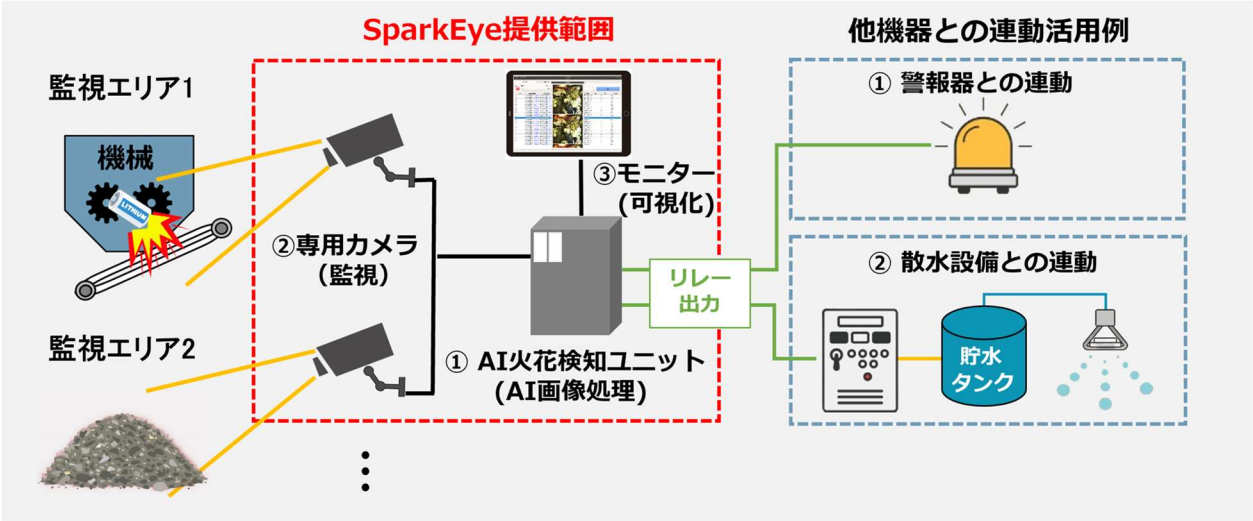 SparkEye提供範囲
他機器との連動活用例
監視エリア1
機械
LITHIUM
②専用カメラ
(監視)
③モニター
(可視化)
① AI火花検知ユニット
(AI画像処理)
リレー
出力
① 警報器との連動
② 散水設備との連動
貯水
タンク
監視エリア2